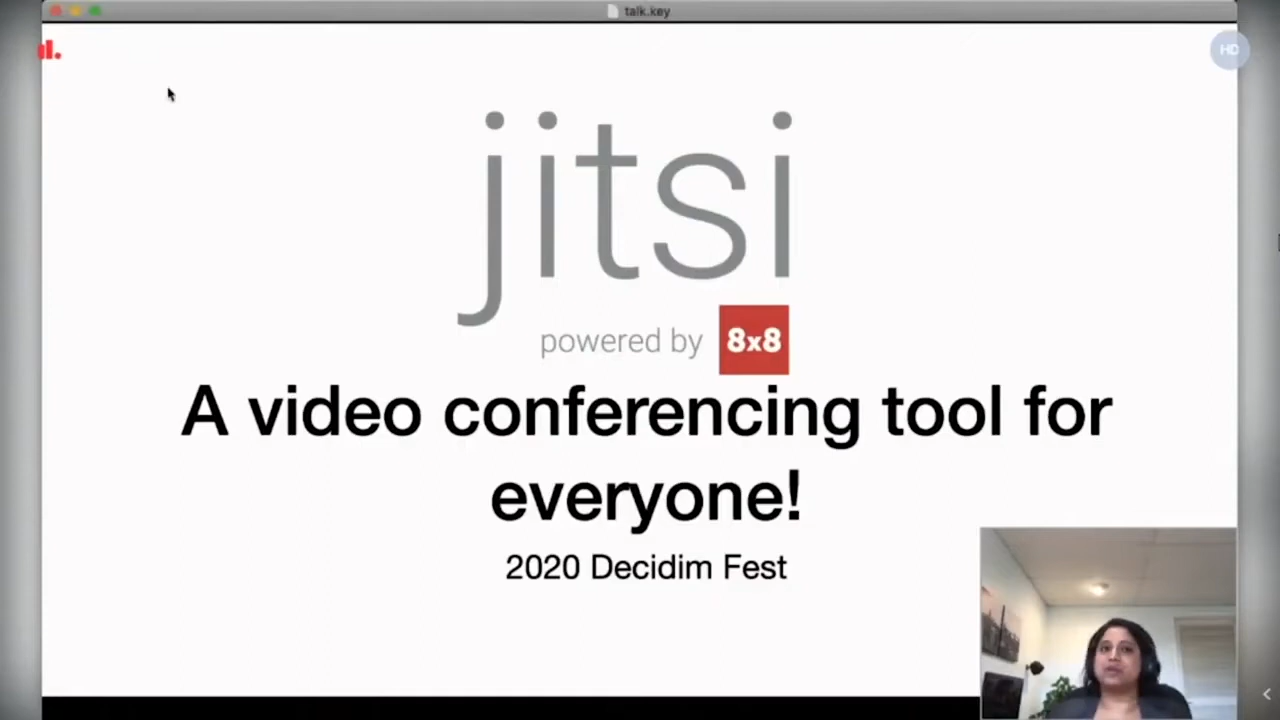 talk.key
HD
jitsi
powered by 8x8
A video conferencing tool for
everyone!
2020 Decidim Fest